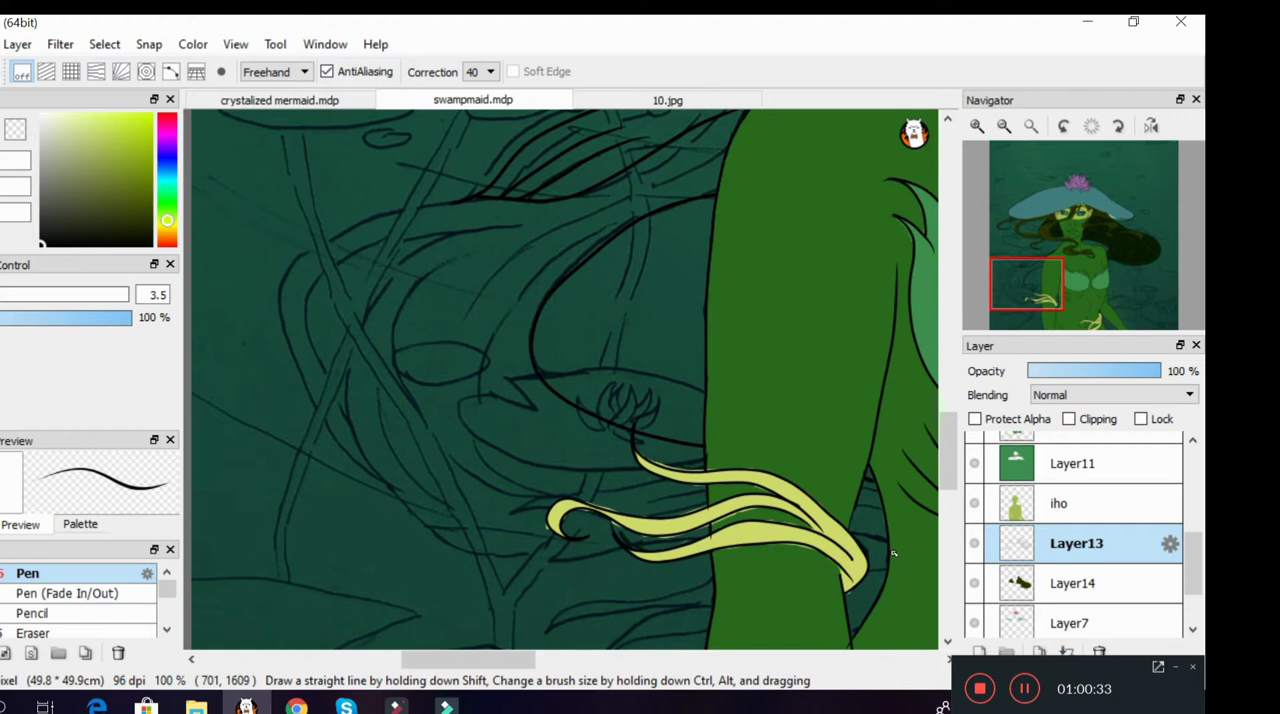 (64bit)
Layer Filter Select Snap Color View Tool Window Help
off Freehand AntiAliasing Correction 40 Soft Edge
crystalized mermaid.mdp swampmaid.mdp 10.jpg Navigator
Control
3.5
100 %
Preview
Preview Palette
Pen
Pen (Fade In/Out)
Pencil
Eraser
Layer
Opacity 100 %
Blending Normal
Protect Alpha Clipping Lock
Layer11
iho
Layer13
Layer14
Layer7
ixel (49.8 * 49.9cm) 96 dpi 100 % ( 701, 1609) Draw a straight line by holding down Shift, Change a brush size by holding down Ctrl, Alt, and dragging
01:00:33